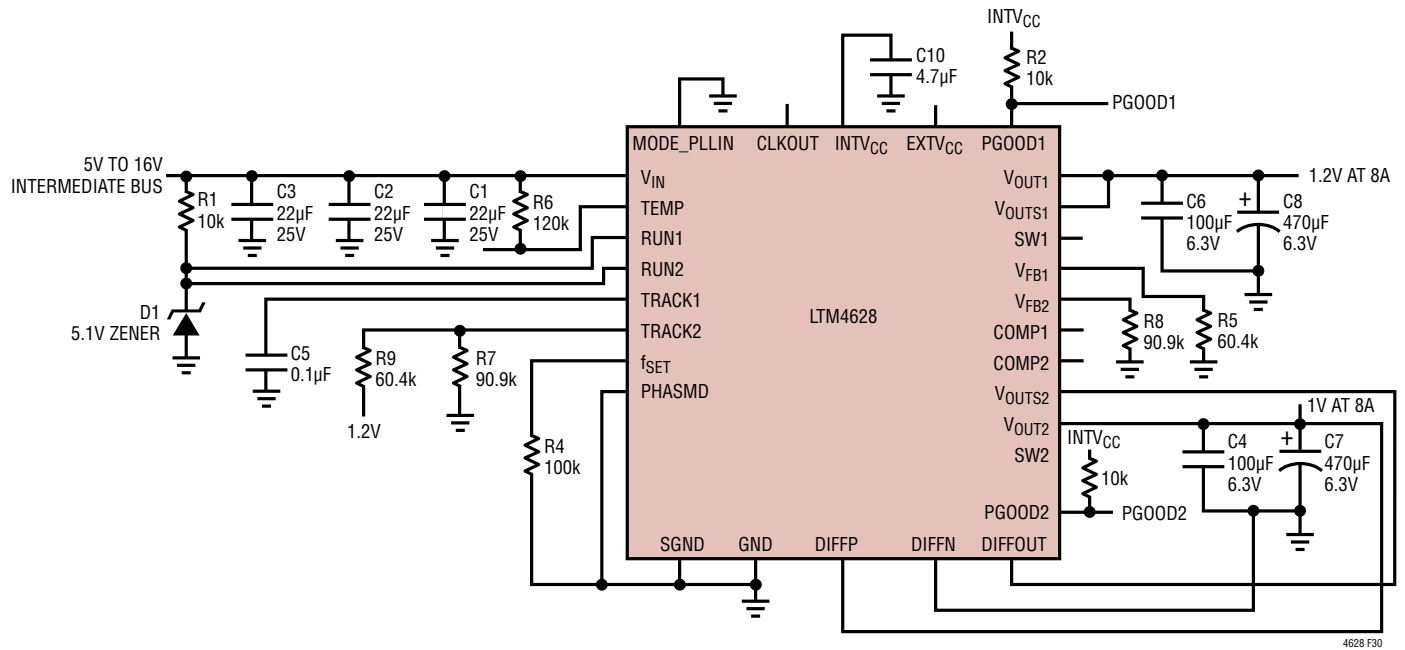 INTVCC
C10
4.7µF
R2
10k
PGOOD1
MODE_PLLIN
CLKOUT
INTVCC
EXTVCC
PGOOD1
5V TO 16V
INTERMEDIATE BUS
R1
10k
C3
22µF
25V
C2
22µF
25V
C1
22µF
25V
R6
120k
VIN
TEMP
RUN1
RUN2
TRACK1
TRACK2
fSET
PHASMD
D1
5.1V ZENER
C5
0.1µF
R9
60.4k
1.2V
R7
90.9k
R4
100k
LTM4628
VOUT1
VOUTS1
SW1
VFB1
VFB2
COMP1
COMP2
VOUTS2
VOUT2
SW2
PGOOD2
1.2V AT 8A
C6
100µF
6.3V
+
C8
470µF
6.3V
R8
90.9k
R5
60.4k
1V AT 8A
INTVCC
10k
PGOOD2
C4
100µF
6.3V
+
C7
470µF
6.3V
SGND
GND
DIFFP
DIFFN
DIFFOUT
4628 F30